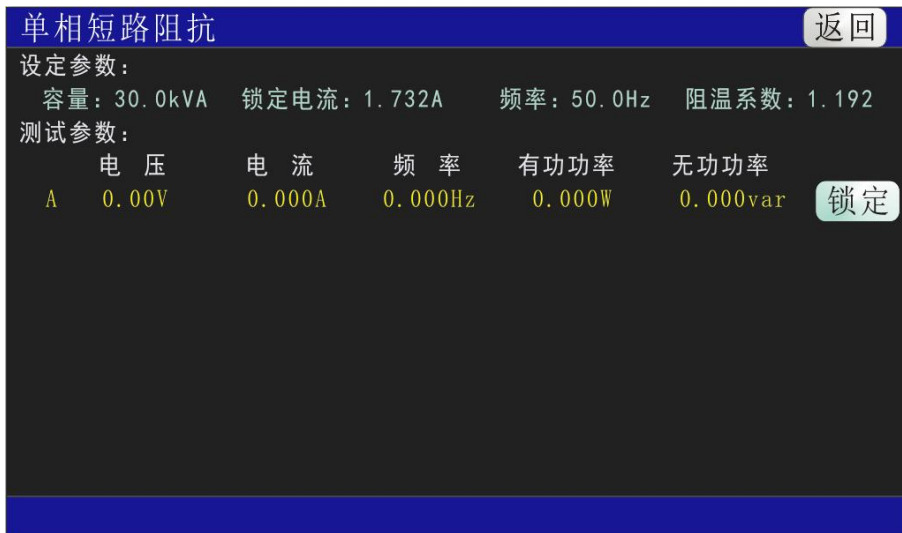 单相短路阻抗 返回
设定参数：
容量：30.0kVA 锁定电流：1.732A 频率：50.0Hz 阻温系数：1.192
测试参数：
电 压 电 流 频 率 有功功率 无功功率
A 0.00V 0.000A 0.000Hz 0.000W 0.000var 锁定